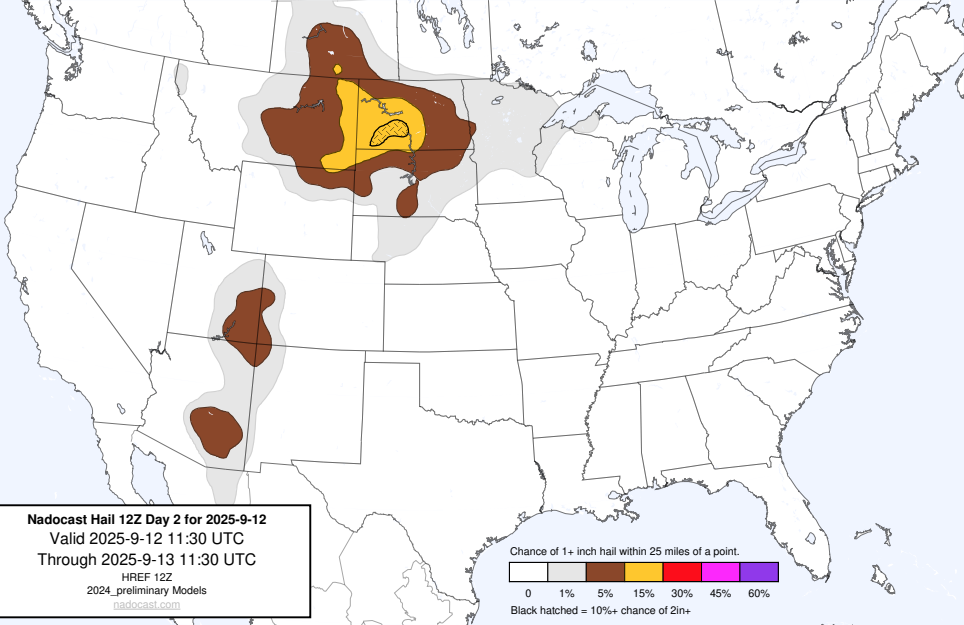 Nadocast Hail 12Z Day 2 for 2025-9-12
Valid 2025-9-12 11:30 UTC
Through 2025-9-13 11:30 UTC
HREF 12Z
2024_preliminary Models
nadocast.com
Chance of 1+ inch hail within 25 miles of a point.
0 1% 5% 15% 30% 45% 60%
Black hatched = 10%+ chance of 2in+